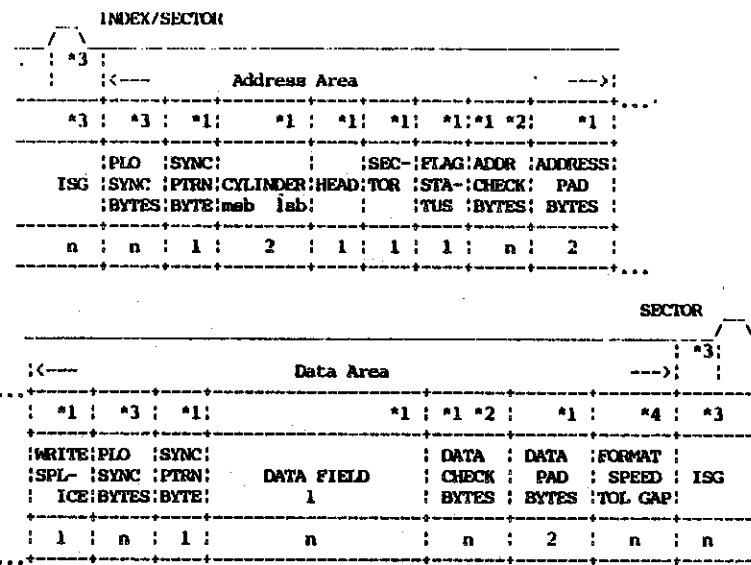 INDEX/SECTOR
*3
<--- Address Area --->
*3 *3 *1 *1 *1 *1 *1 *1 *2 *1
PLO SYNC SEC- FLAG ADDR ADDRESS
ISG SYNC PTRN CYLINDER HEAD TOR STA- CHECK PAD
BYTES BYTE msb lsb TUS BYTES BYTES
n n 1 2 1 1 1 n 2
SECTOR
*3
<--- Data Area --->
*1 *3 *1 *1 *1 *2 *1 *4 *3
WRITE PLO SYNC DATA DATA FORMAT
SPL- SYNC PTRN DATA FIELD CHECK PAD SPEED ISG
ICE BYTES BYTE 1 BYTES BYTES TOL GAP
1 n 1 n n 2 n n